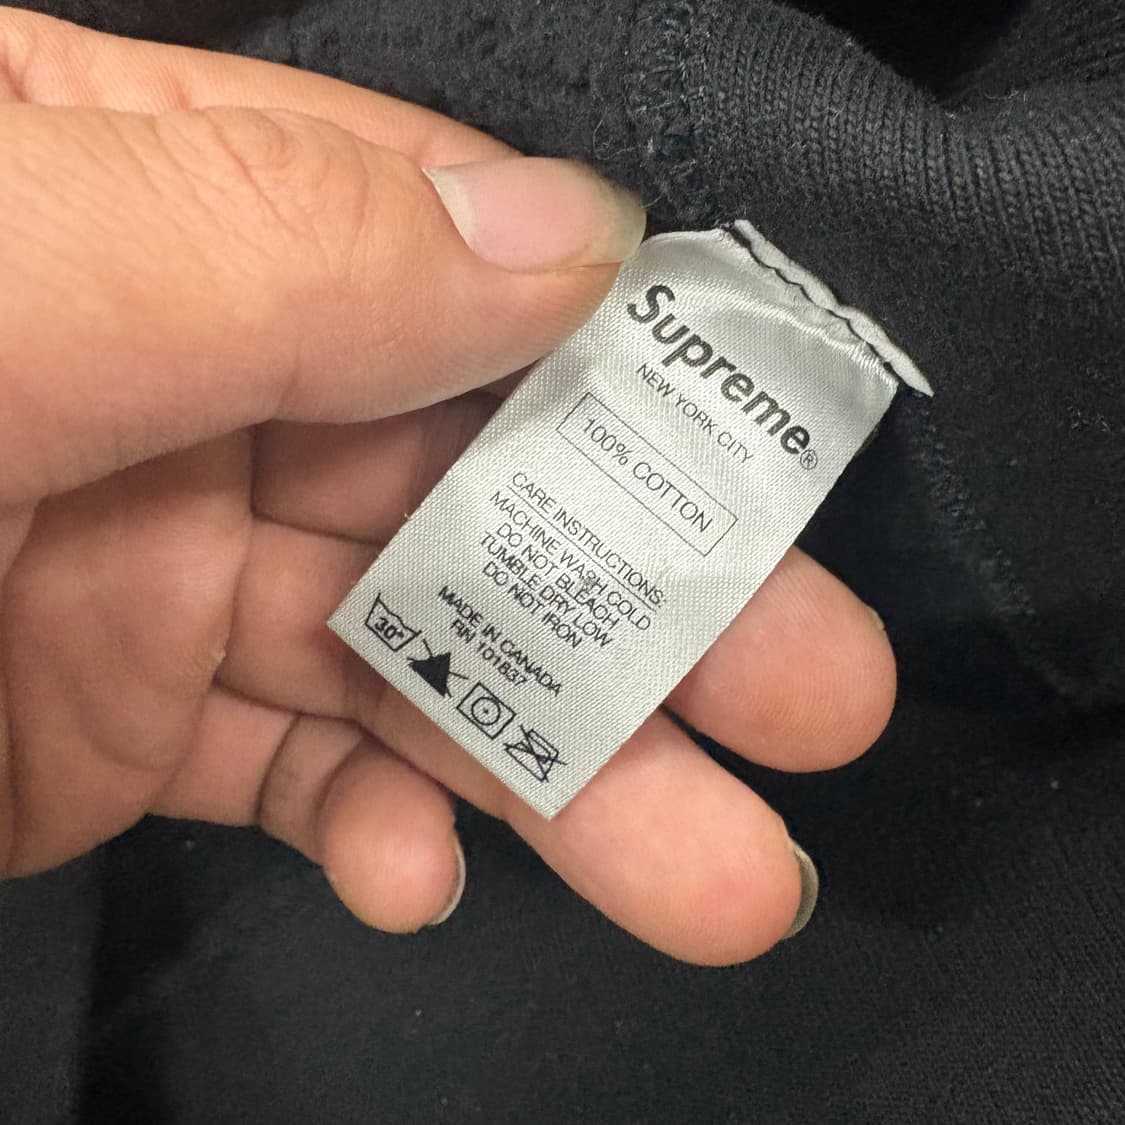 Supreme®
NEW YORK CITY
100% COTTON
CARE INSTRUCTIONS:
MACHINE WASH COLD
DO NOT BLEACH
TUMBLE DRY LOW
DO NOT IRON
MADE IN CANADA
RN 101837
30°